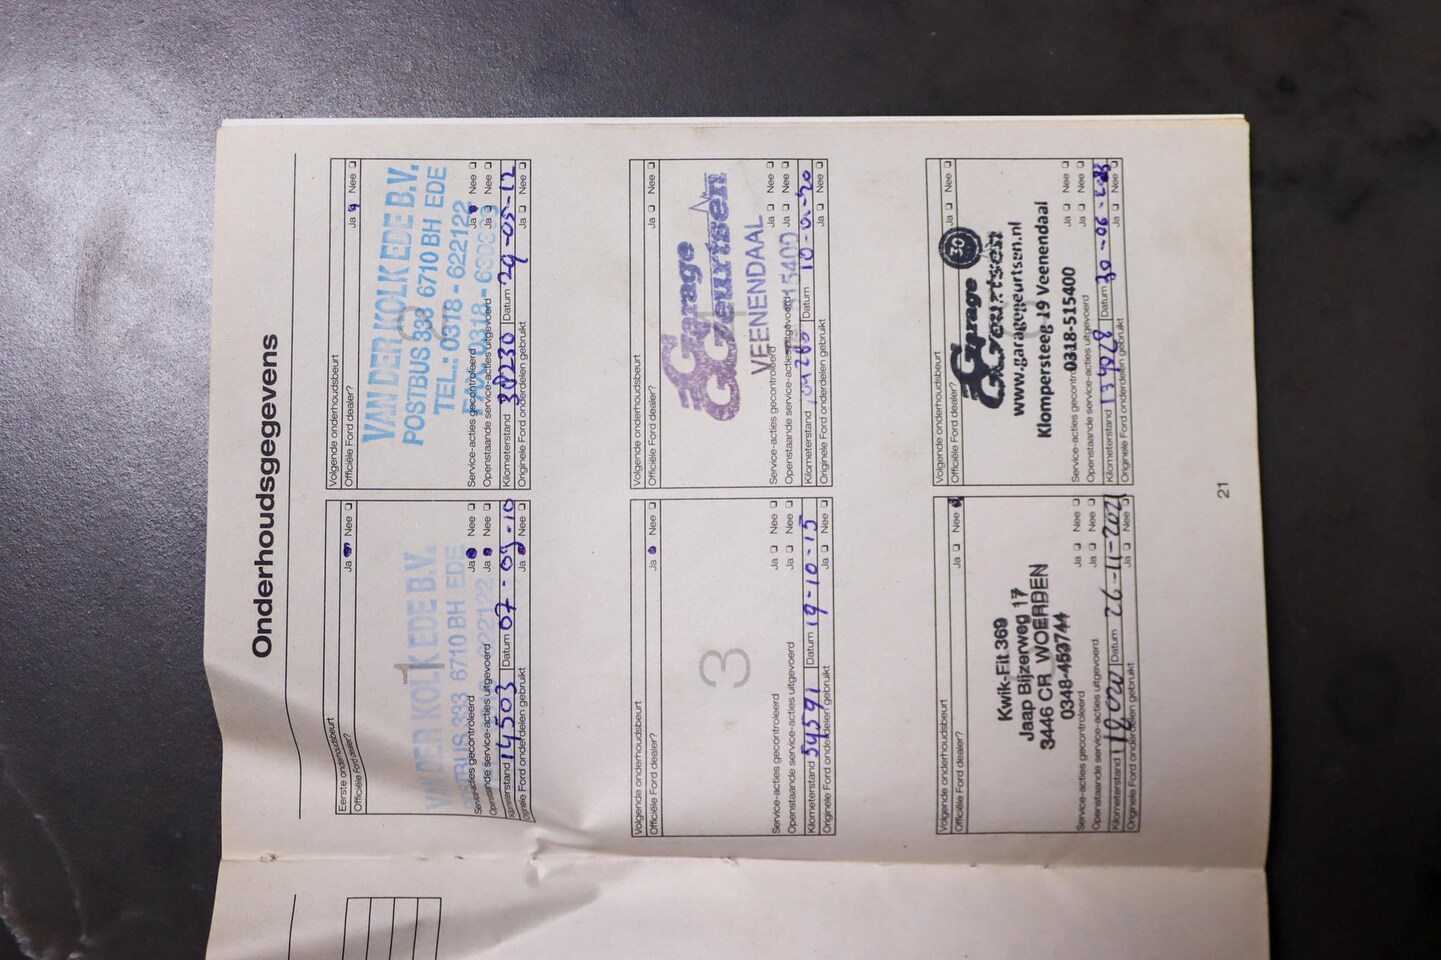 Onderhoudsgegevens
Eerste onderhoudsbeurt
Officiële Ford dealer? Ja Nee
1
VAN DER KOLK EDE B.V.
POSTBUS 333 6710 BH EDE
Service-acties gecontroleerd Ja Nee
Openstaande service-acties uitgevoerd Ja Nee
Kilometerstand 14503 Datum 07-09-10
Originele Ford onderdelen gebruikt Ja Nee
Volgende onderhoudsbeurt
Officiële Ford dealer? Ja Nee
VAN DER KOLK EDE B.V.
POSTBUS 333 6710 BH EDE
TEL.: 0318 - 622122
Service-acties gecontroleerd Ja Nee
Openstaande service-acties uitgevoerd Ja Nee
Kilometerstand 38230 Datum 29-05-12
Originele Ford onderdelen gebruikt Ja Nee
Volgende onderhoudsbeurt
Officiële Ford dealer? Ja Nee
3
Service-acties gecontroleerd Ja Nee
Openstaande service-acties uitgevoerd Ja Nee
Kilometerstand 59591 Datum 19-10-15
Originele Ford onderdelen gebruikt Ja Nee
Volgende onderhoudsbeurt
Officiële Ford dealer? Ja Nee
Garage
Geurtsen
VEENENDAAL
Service-acties gecontroleerd Ja Nee
Openstaande service-acties uitgevoerd Ja Nee
Kilometerstand Datum
Originele Ford onderdelen gebruikt Ja Nee
Volgende onderhoudsbeurt
Officiële Ford dealer? Ja Nee
Kwik-Fit 369
Jaap Bijzerweg 17
3446 CR WOERDEN
0348-453744
Service-acties gecontroleerd Ja Nee
Openstaande service-acties uitgevoerd Ja Nee
Kilometerstand Datum 26-11-2021
Originele Ford onderdelen gebruikt Ja Nee
Volgende onderhoudsbeurt
Officiële Ford dealer? Ja Nee
30
Garage
Geurtsen
www.garagegeurtsen.nl
Klompersteeg 19 Veenendaal
0318-515400
Service-acties gecontroleerd Ja Nee
Openstaande service-acties uitgevoerd Ja Nee
Kilometerstand Datum
Originele Ford onderdelen gebruikt Ja Nee
21